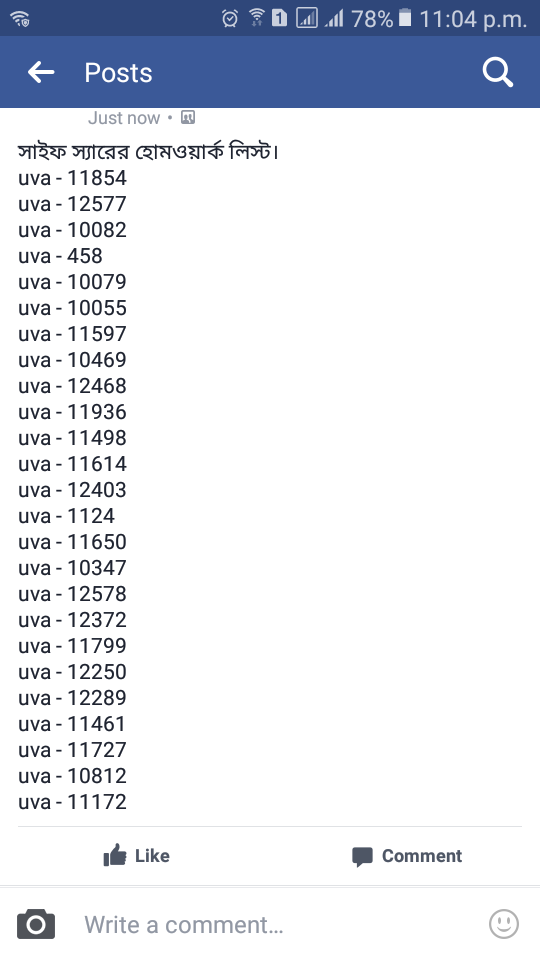 78% 11:04 p.m.
Posts
Just now •
সাইফ স্যারের হোমওয়ার্ক লিস্ট।
uva - 11854
uva - 12577
uva - 10082
uva - 458
uva - 10079
uva - 10055
uva - 11597
uva - 10469
uva - 12468
uva - 11936
uva - 11498
uva - 11614
uva - 12403
uva - 1124
uva - 11650
uva - 10347
uva - 12578
uva - 12372
uva - 11799
uva - 12250
uva - 12289
uva - 11461
uva - 11727
uva - 10812
uva - 11172
Like Comment
Write a comment...